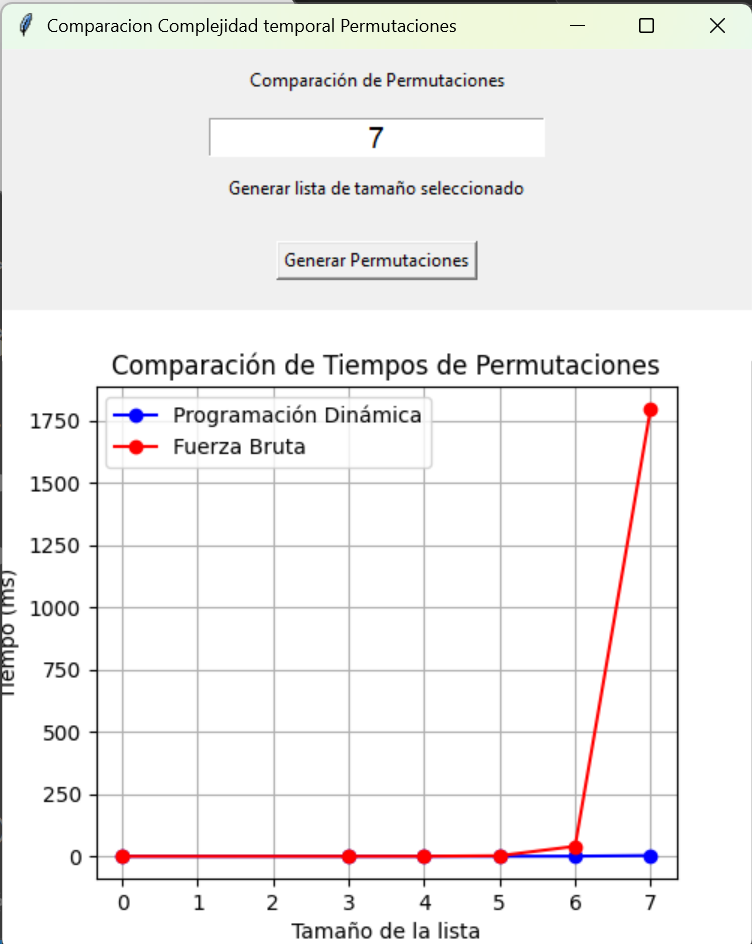 Comparacion Complejidad temporal Permutaciones
Comparación de Permutaciones
7
Generar lista de tamaño seleccionado
Generar Permutaciones
Comparación de Tiempos de Permutaciones
Programación Dinámica
Fuerza Bruta
1750
1500
1250
1000
750
500
250
0
Tiempo (ms)
0 1 2 3 4 5 6 7
Tamaño de la lista